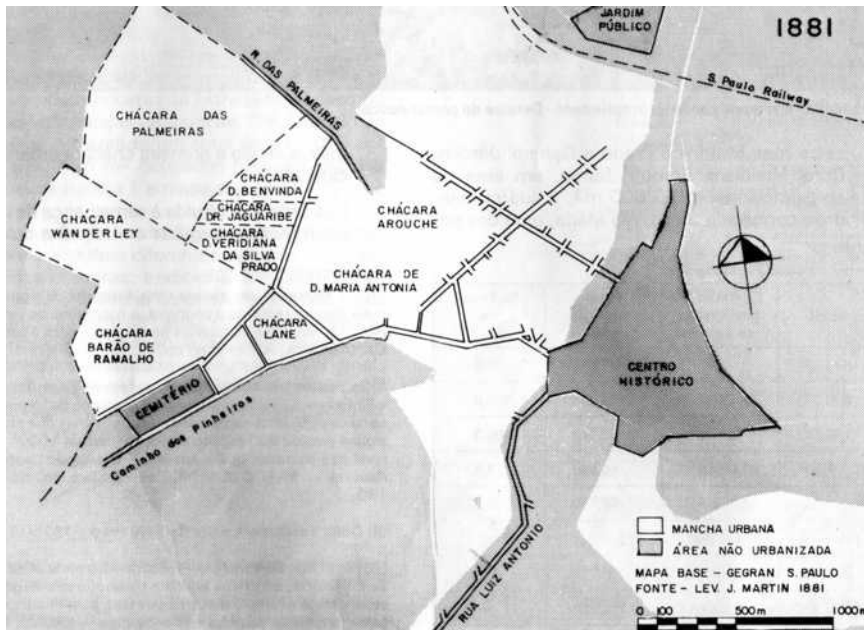 JARDIM
PÚBLICO
1881
S. Paulo Railway
R. DAS PALMEIRAS
CHÁCARA DAS
PALMEIRAS
CHÁCARA
D. BENVINDA
CHÁCARA
DR. JAGUARIBE
CHÁCARA
D. VERIDIANA
DA SILVA
PRADO
CHÁCARA
WANDERLEY
CHÁCARA
AROUCHE
CHÁCARA DE
D. MARIA ANTONIA
CHÁCARA
BARÃO DE
RAMALHO
CHÁCARA
LANE
CENTRO
HISTÓRICO
CEMITÉRIO
Caminho dos Pinheiros
RUA LUIZ ANTONIO
MANCHA URBANA
ÁREA NÃO URBANIZADA
MAPA BASE - GEGRAN S. PAULO
FONTE - LEV. J. MARTIN 1881
0 100 500m 1000m